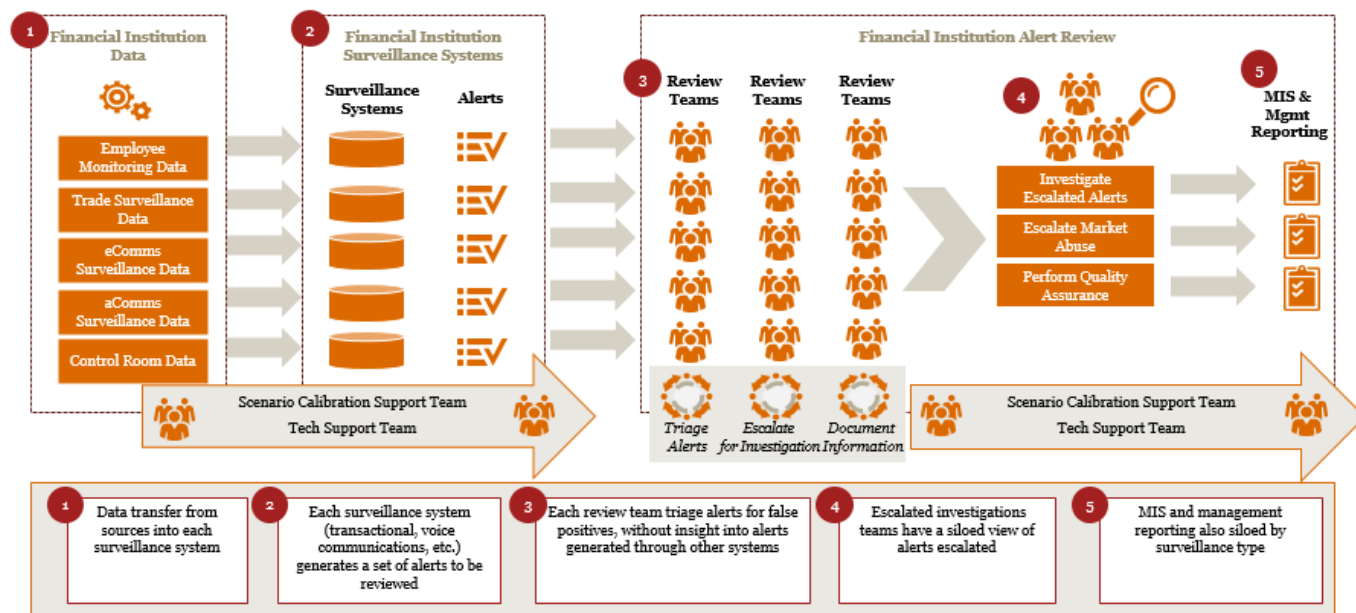 1
Financial Institution
Data
Employee
Monitoring Data
Trade Surveillance
Data
eComms
Surveillance Data
aComms
Surveillance Data
Control Room Data
2
Financial Institution
Surveillance Systems
Surveillance
Systems
Alerts
Scenario Calibration Support Team
Tech Support Team
Financial Institution Alert Review
3
Review
Teams
Review
Teams
Review
Teams
Triage
Alerts
Escalate
for Investigation
Document
Information
4
Investigate
Escalated Alerts
Escalate Market
Abuse
Perform Quality
Assurance
5
MIS &
Mgmt
Reporting
Scenario Calibration Support Team
Tech Support Team
1
Data transfer from
sources into each
surveillance system
2
Each surveillance system
(transactional, voice
communications, etc.)
generates a set of alerts to be
reviewed
3
Each review team triage alerts for false
positives, without insight into alerts
generated through other systems
4
Escalated investigations
teams have a siloed view of
alerts escalated
5
MIS and management
reporting also siloed by
surveillance type